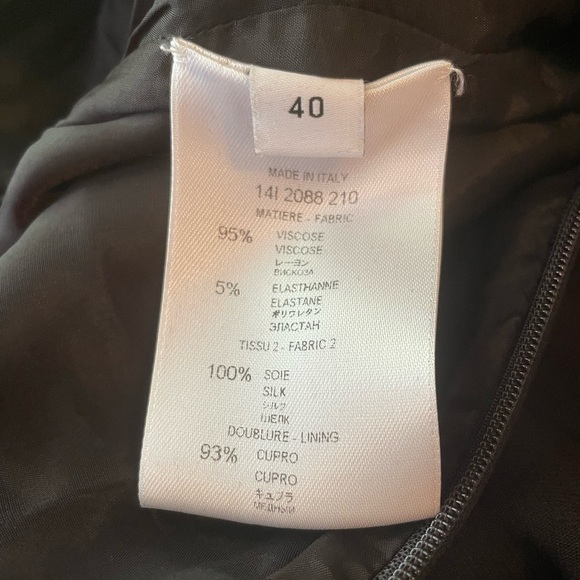 40
MADE IN ITALY
14I 2088 210
MATIERE - FABRIC
95% VISCOSE
VISCOSE
レーヨン
ВИСКОЗА
5% ELASTHANNE
ELASTANE
ポリウレタン
ЭЛАСТАН
TISSU 2 - FABRIC 2
100% SOIE
SILK
シルク
ШЕЛК
DOUBLURE - LINING
93% CUPRO
CUPRO
キュプラ
МЕДНЫЙ